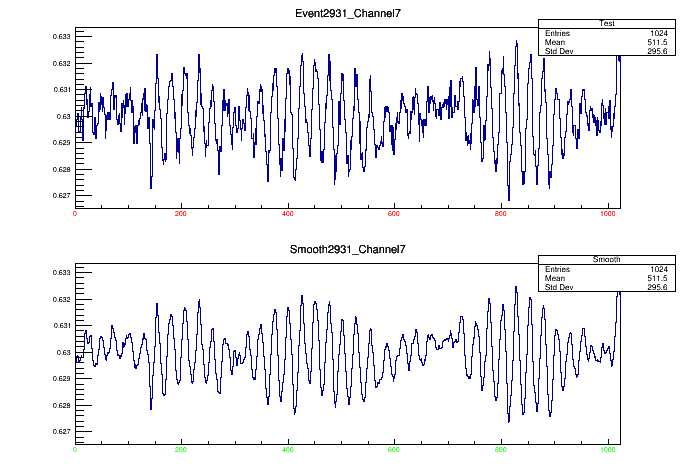 Event2931_Channel7
Test
Entries 1024
Mean 511.5
Std Dev 295.6
0.633
0.632
0.631
0.63
0.629
0.628
0.627
0 200 400 600 800 1000
Smooth2931_Channel7
Smooth
Entries 1024
Mean 511.5
Std Dev 295.6
0.633
0.632
0.631
0.63
0.629
0.628
0.627
0 200 400 600 800 1000